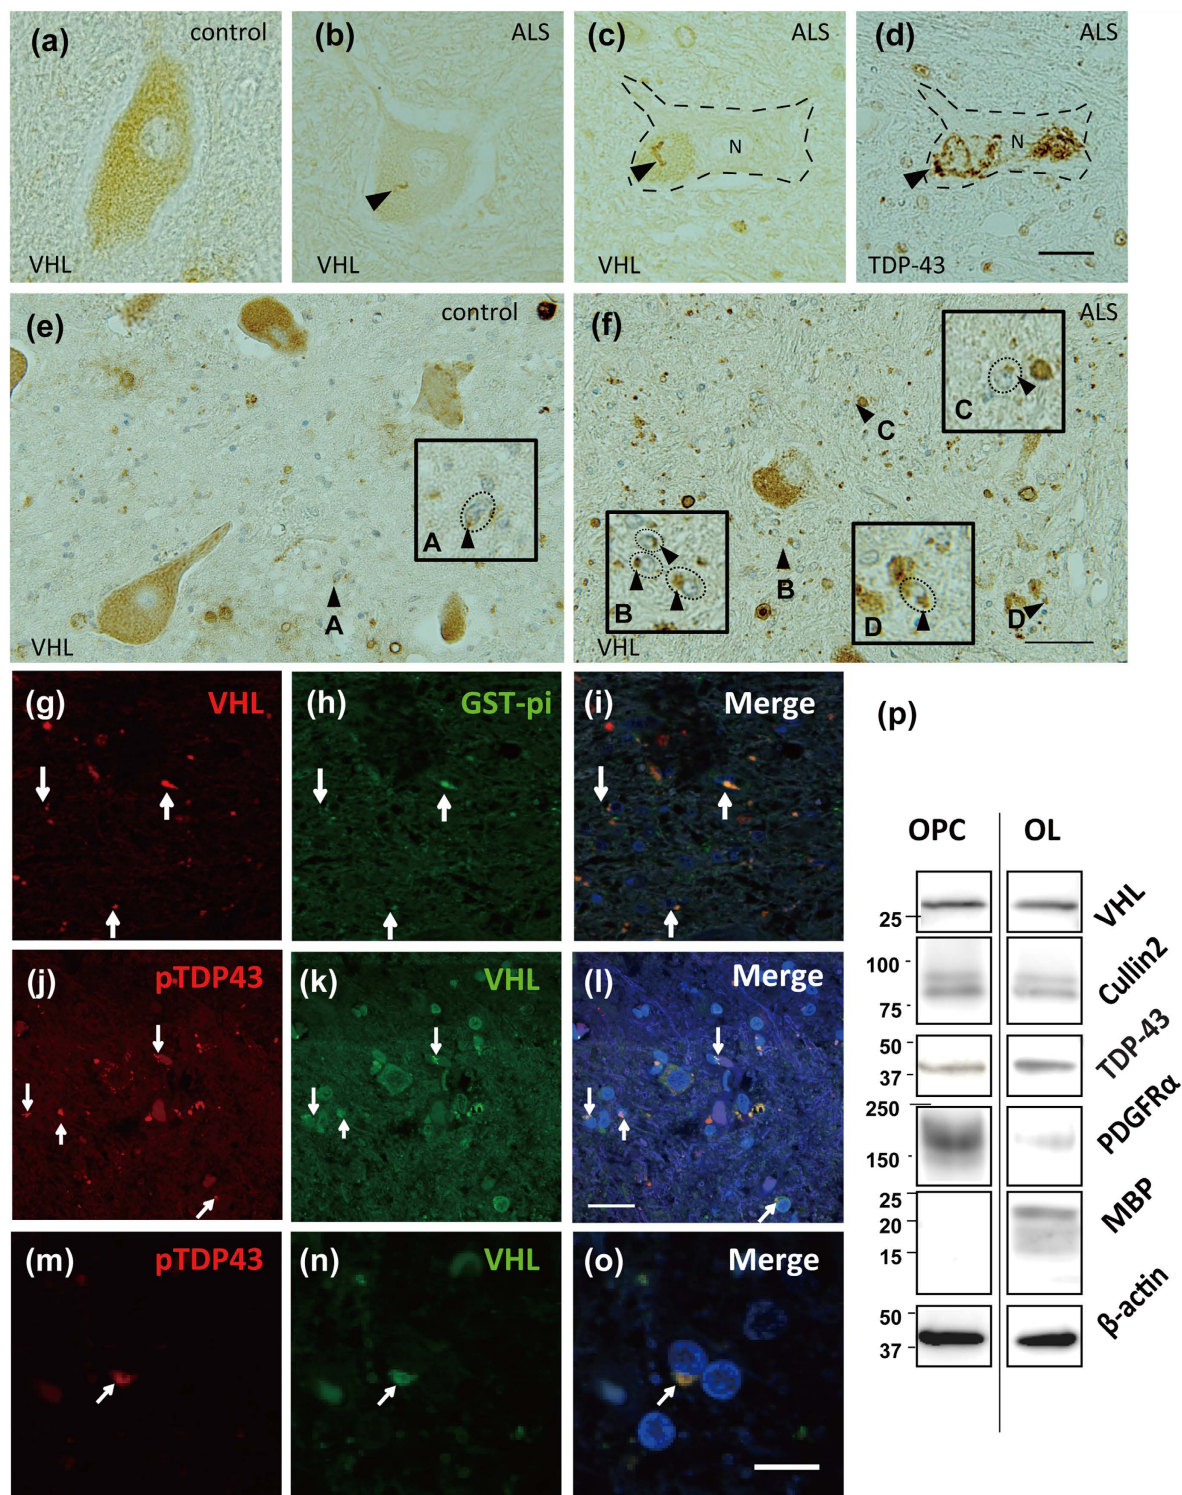 (a) control
VHL
(b) ALS
VHL
(c) ALS
N
VHL
(d) ALS
N
TDP-43
(e) control
A
A
VHL
(f) ALS
C
C
B
B
D
D
VHL
(g) VHL
(h) GST-pi
(i) Merge
(j) pTDP43
(k) VHL
(l) Merge
(m) pTDP43
(n) VHL
(o) Merge
(p)
OPC OL
25 VHL
100
75 Cullin2
50
37 TDP-43
250
150 PDGFRα
25
20
15 MBP
50
37 β-actin